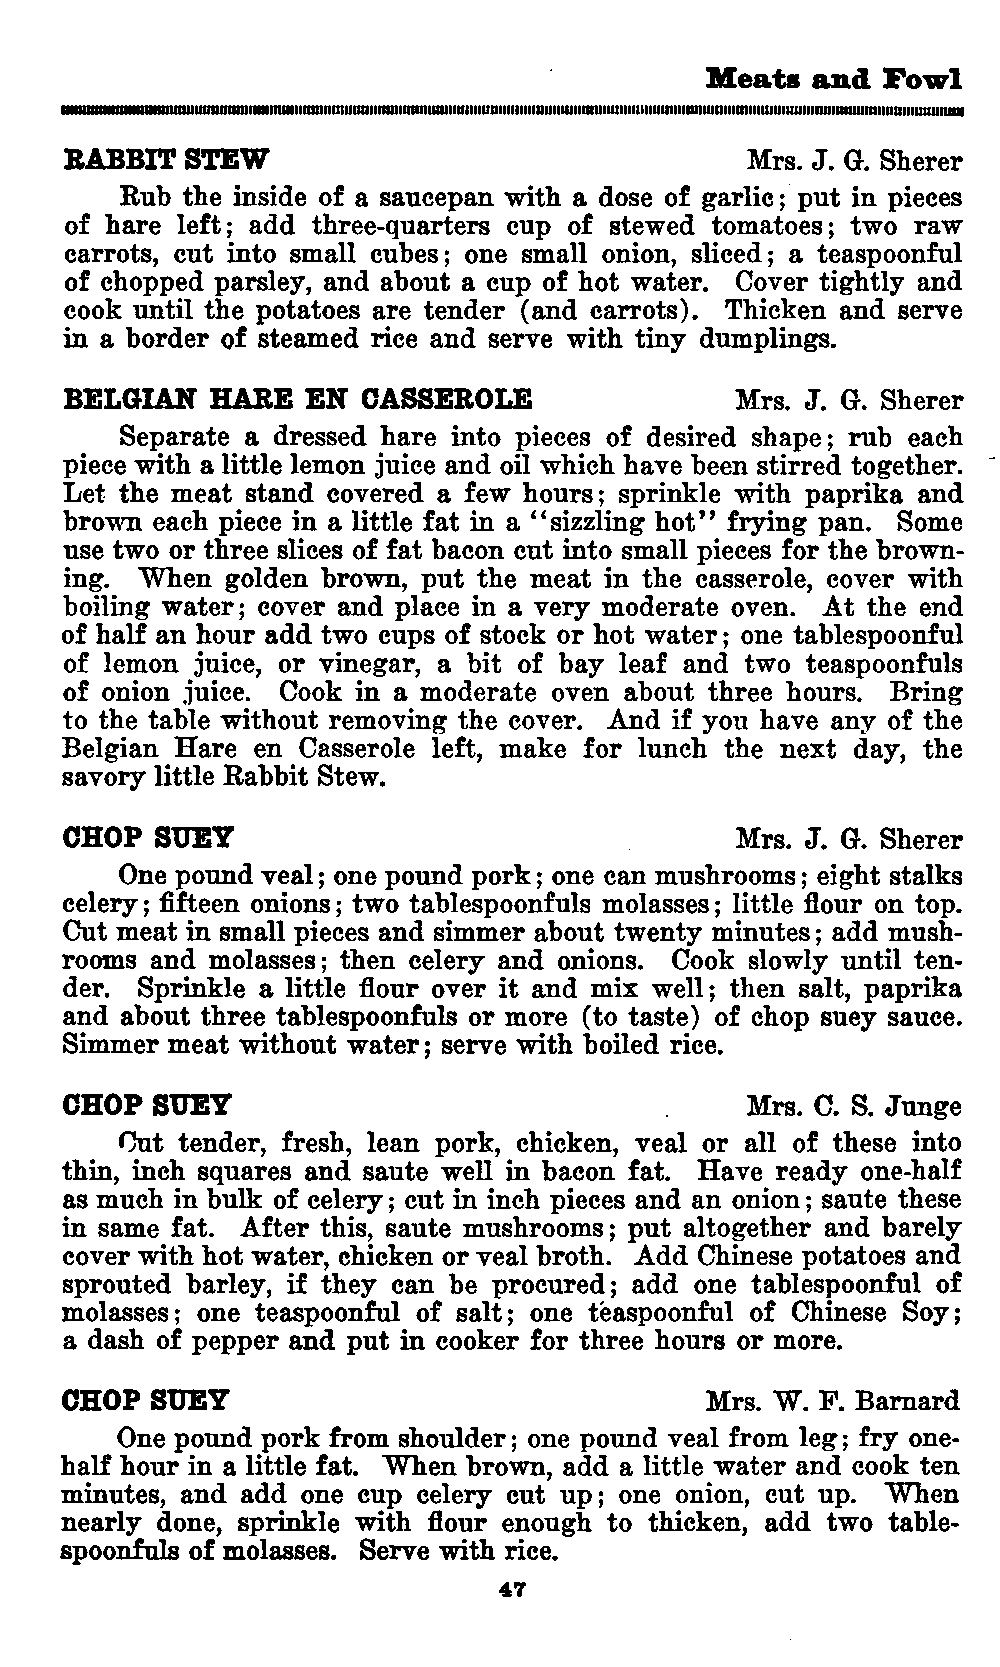 Meats and Fowl
RABBIT STEW Mrs. J. G. Sherer
Rub the inside of a saucepan with a dose of garlic; put in pieces
of hare left; add three-quarters cup of stewed tomatoes; two raw
carrots, cut into small cubes; one small onion, sliced; a teaspoonful
of chopped parsley, and about a cup of hot water. Cover tightly and
cook until the potatoes are tender (and carrots). Thicken and serve
in a border of steamed rice and serve with tiny dumplings.
BELGIAN HARE EN CASSEROLE Mrs. J. G. Sherer
Separate a dressed hare into pieces of desired shape; rub each
piece with a little lemon juice and oil which have been stirred together.
Let the meat stand covered a few hours; sprinkle with paprika and
brown each piece in a little fat in a "sizzling hot" frying pan. Some
use two or three slices of fat bacon cut into small pieces for the brown-
ing. When golden brown, put the meat in the casserole, cover with
boiling water; cover and place in a very moderate oven. At the end
of half an hour add two cups of stock or hot water; one tablespoonful
of lemon juice, or vinegar, a bit of bay leaf and two teaspoonfuls
of onion juice. Cook in a moderate oven about three hours. Bring
to the table without removing the cover. And if you have any of the
Belgian Hare en Casserole left, make for lunch the next day, the
savory little Rabbit Stew.
CHOP SUEY Mrs. J. G. Sherer
One pound veal; one pound pork; one can mushrooms; eight stalks
celery; fifteen onions; two tablespoonfuls molasses; little flour on top.
Cut meat in small pieces and simmer about twenty minutes; add mush-
rooms and molasses; then celery and onions. Cook slowly until ten-
der. Sprinkle a little flour over it and mix well; then salt, paprika
and about three tablespoonfuls or more (to taste) of chop suey sauce.
Simmer meat without water; serve with boiled rice.
CHOP SUEY Mrs. C. S. Junge
Cut tender, fresh, lean pork, chicken, veal or all of these into
thin, inch squares and saute well in bacon fat. Have ready one-half
as much in bulk of celery; cut in inch pieces and an onion; saute these
in same fat. After this, saute mushrooms; put altogether and barely
cover with hot water, chicken or veal broth. Add Chinese potatoes and
sprouted barley, if they can be procured; add one tablespoonful of
molasses; one teaspoonful of salt; one teaspoonful of Chinese Soy;
a dash of pepper and put in cooker for three hours or more.
CHOP SUEY Mrs. W. F. Barnard
One pound pork from shoulder; one pound veal from leg; fry one-
half hour in a little fat. When brown, add a little water and cook ten
minutes, and add one cup celery cut up; one onion, cut up. When
nearly done, sprinkle with flour enough to thicken, add two table-
spoonfuls of molasses. Serve with rice.
47